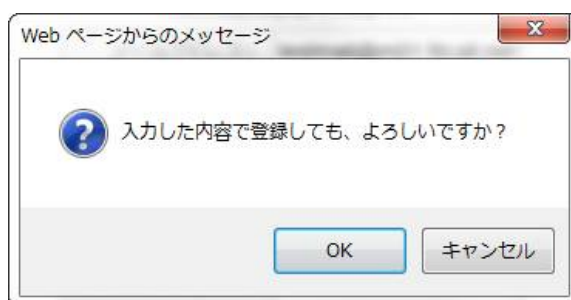 Web ページからのメッセージ
入力した内容で登録しても、よろしいですか？
OK
キャンセル